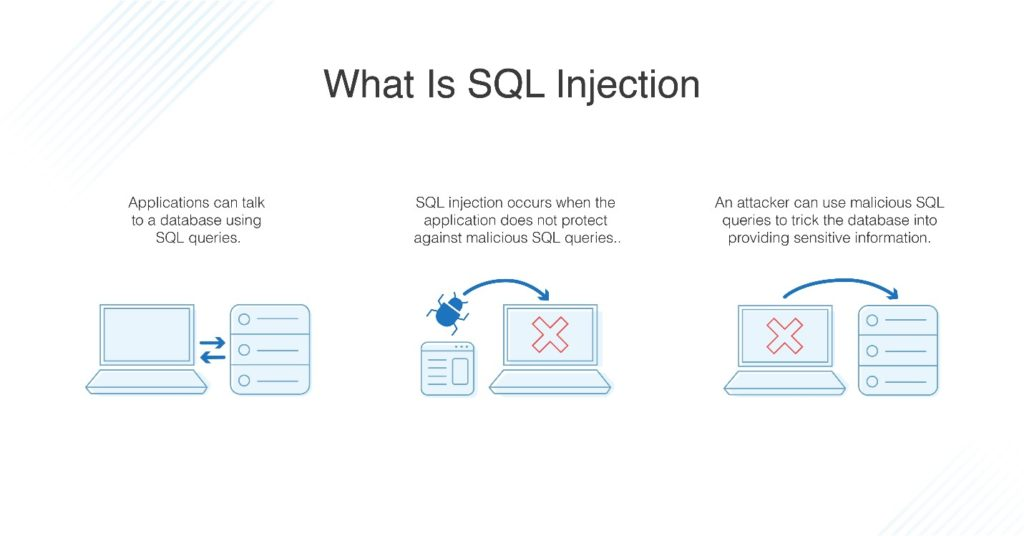 What Is SQL Injection
Applications can talk
to a database using
SQL queries.
SQL injection occurs when the
application does not protect
against malicious SQL queries..
An attacker can use malicious SQL
queries to trick the database into
providing sensitive information.